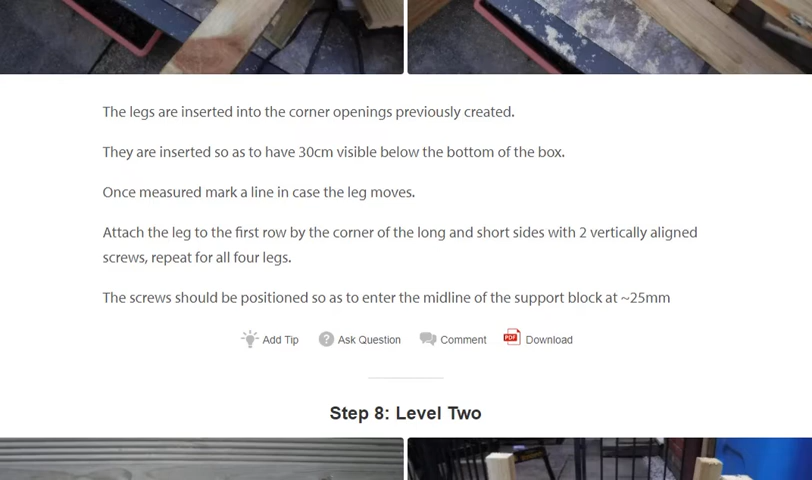 The legs are inserted into the corner openings previously created.
They are inserted so as to have 30cm visible below the bottom of the box.
Once measured mark a line in case the leg moves.
Attach the leg to the first row by the corner of the long and short sides with 2 vertically aligned
screws, repeat for all four legs.
The screws should be positioned so as to enter the midline of the support block at ~25mm
Add Tip ? Ask Question Comment PDF Download
Step 8: Level Two